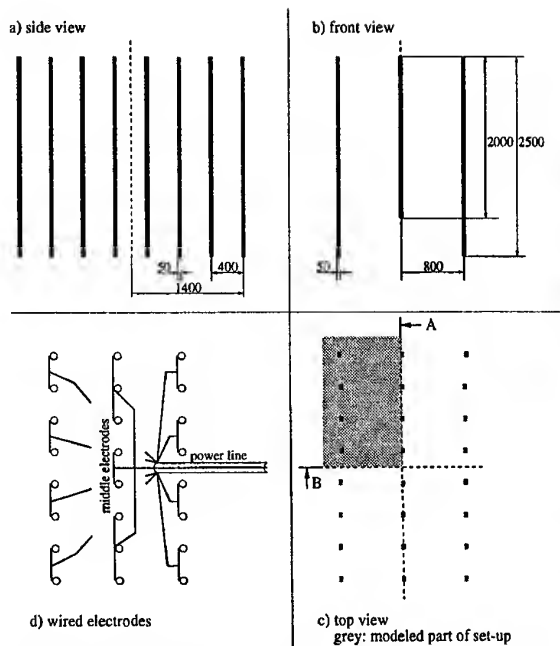 a) side view
b) front view
2000
2500
50
400
1400
50
800
A
middle electrodes
power line
B
d) wired electrodes
c) top view
grey: modeled part of set-up